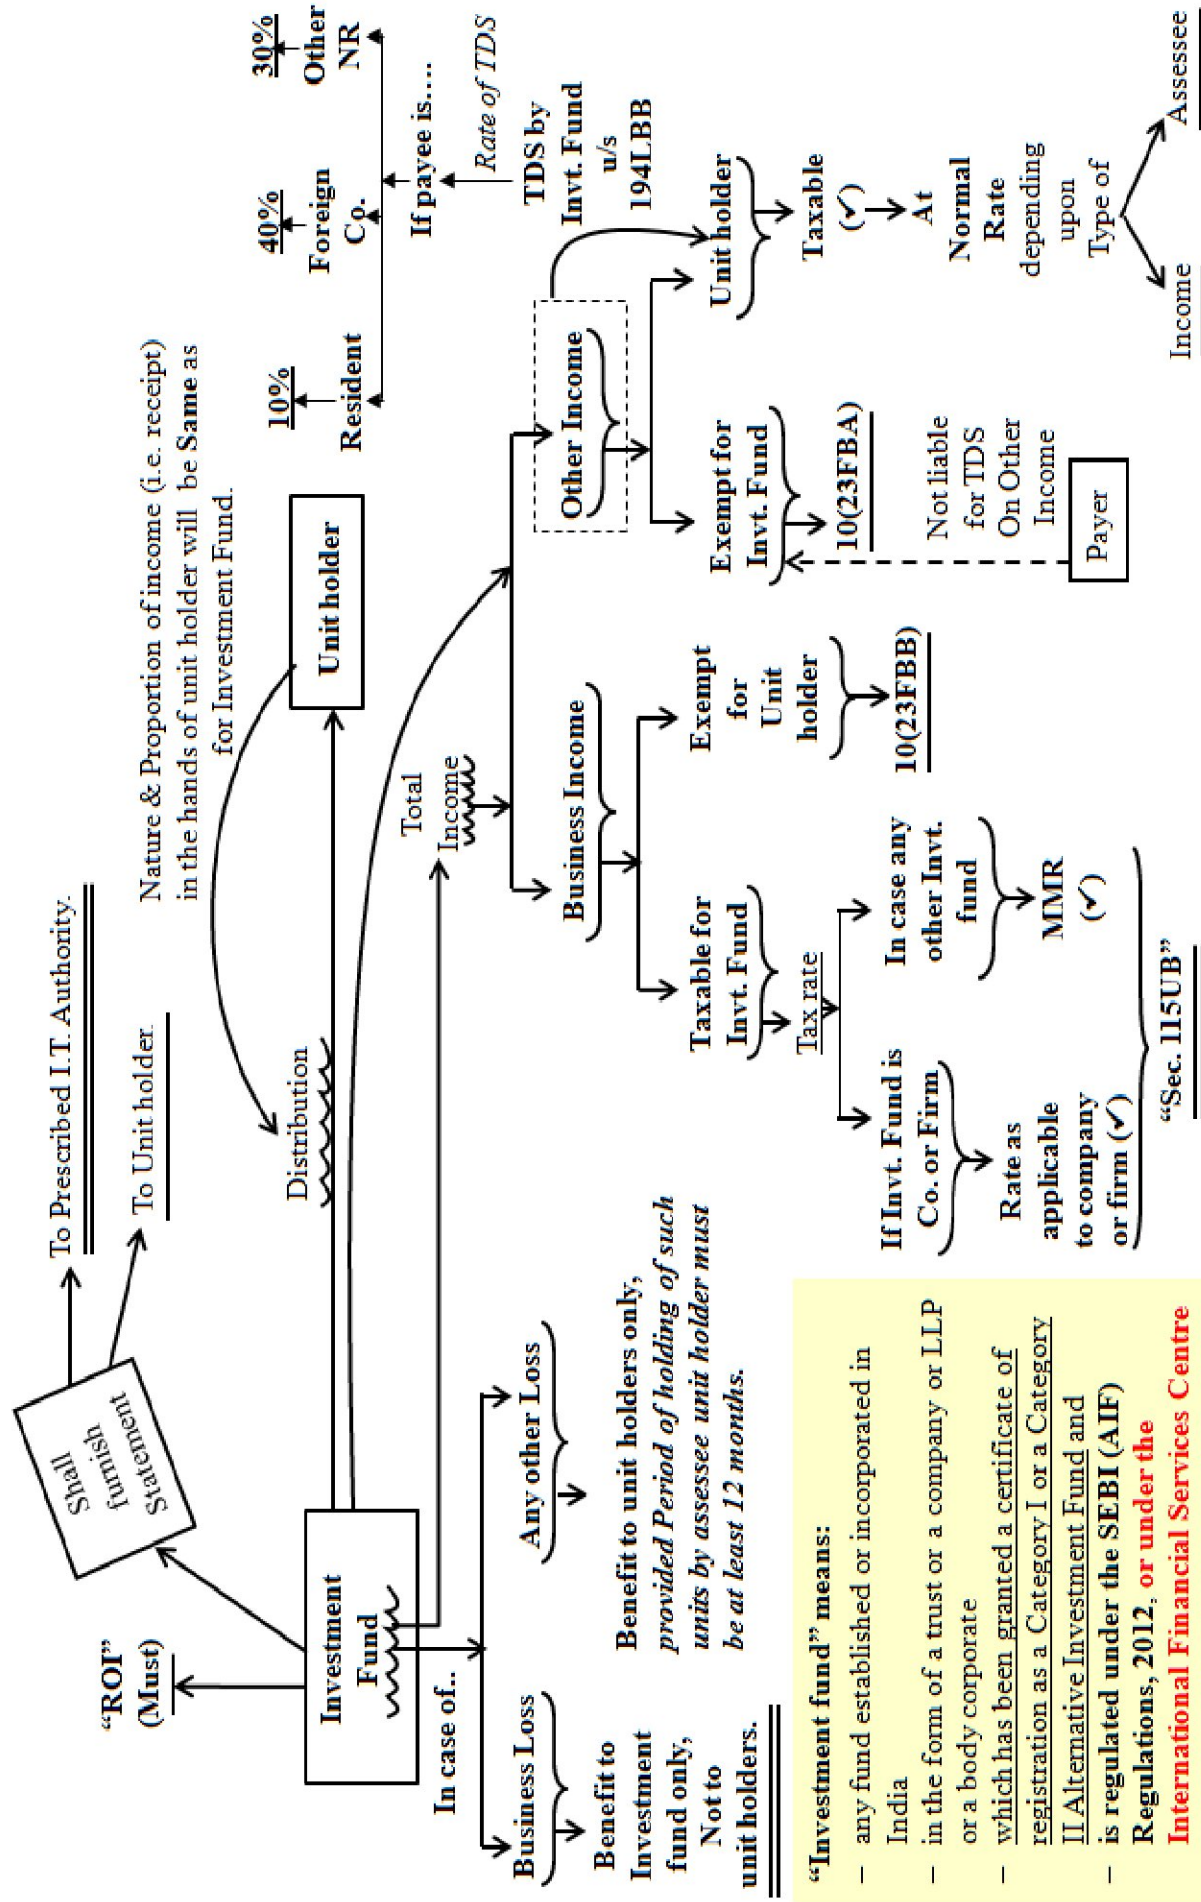 “ROI”
(Must)
Shall
furnish
Statement
To Prescribed I.T. Authority.
To Unit holder.
Nature & Proportion of income (i.e. receipt)
in the hands of unit holder will be Same as
for Investment Fund.
Investment
Fund
Distribution
Unit holder
In case of..
Business Loss
Benefit to
Investment
fund only,
Not to
unit holders.
Any other Loss
Benefit to unit holders only,
provided Period of holding of such
units by assessee unit holder must
be at least 12 months.
Total
Income
Business Income
Taxable for
Invt. Fund
Tax rate
If Invt. Fund is
Co. or Firm
Rate as
applicable
to company
or firm (✓)
In case any
other Invt.
fund
MMR
(✓)
“Sec. 115UB”
Exempt
for
Unit
holder
10(23FBB)
Other Income
Exempt for
Invt. Fund
10(23FBA)
Not liable
for TDS
On Other
Income
Payer
Unit holder
Taxable
(✓)
At
Normal
Rate
depending
upon
Type of
Income
Assessee
TDS by
Invt. Fund
u/s
194LBB
Rate of TDS
If payee is....
Resident
10%
Foreign
Co.
40%
Other
NR
30%
“Investment fund” means:
– any fund established or incorporated in
India
– in the form of a trust or a company or LLP
or a body corporate
– which has been granted a certificate of
registration as a Category I or a Category
II Alternative Investment Fund and
– is regulated under the SEBI (AIF)
Regulations, 2012, or under the
International Financial Services Centre